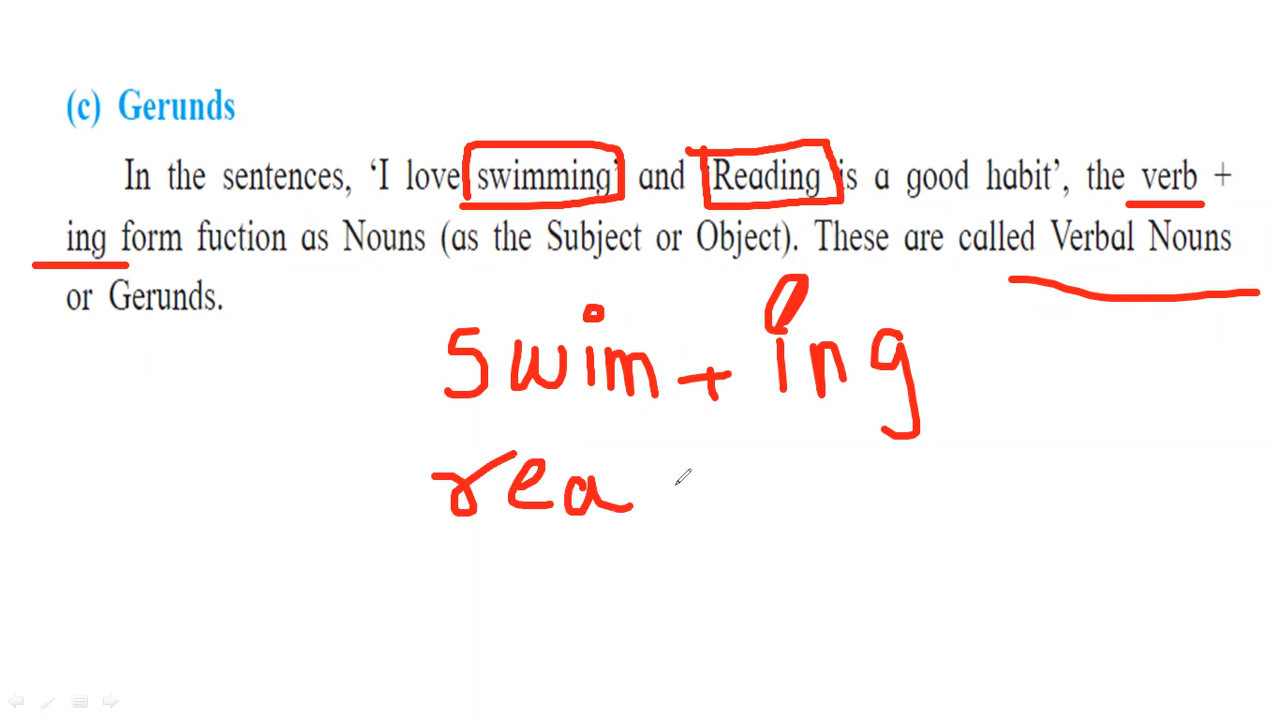 (c) Gerunds
In the sentences, ‘I love swimming’ and ‘Reading is a good habit’, the verb +
ing form fuction as Nouns (as the Subject or Object). These are called Verbal Nouns
or Gerunds.
swim + ing
rea